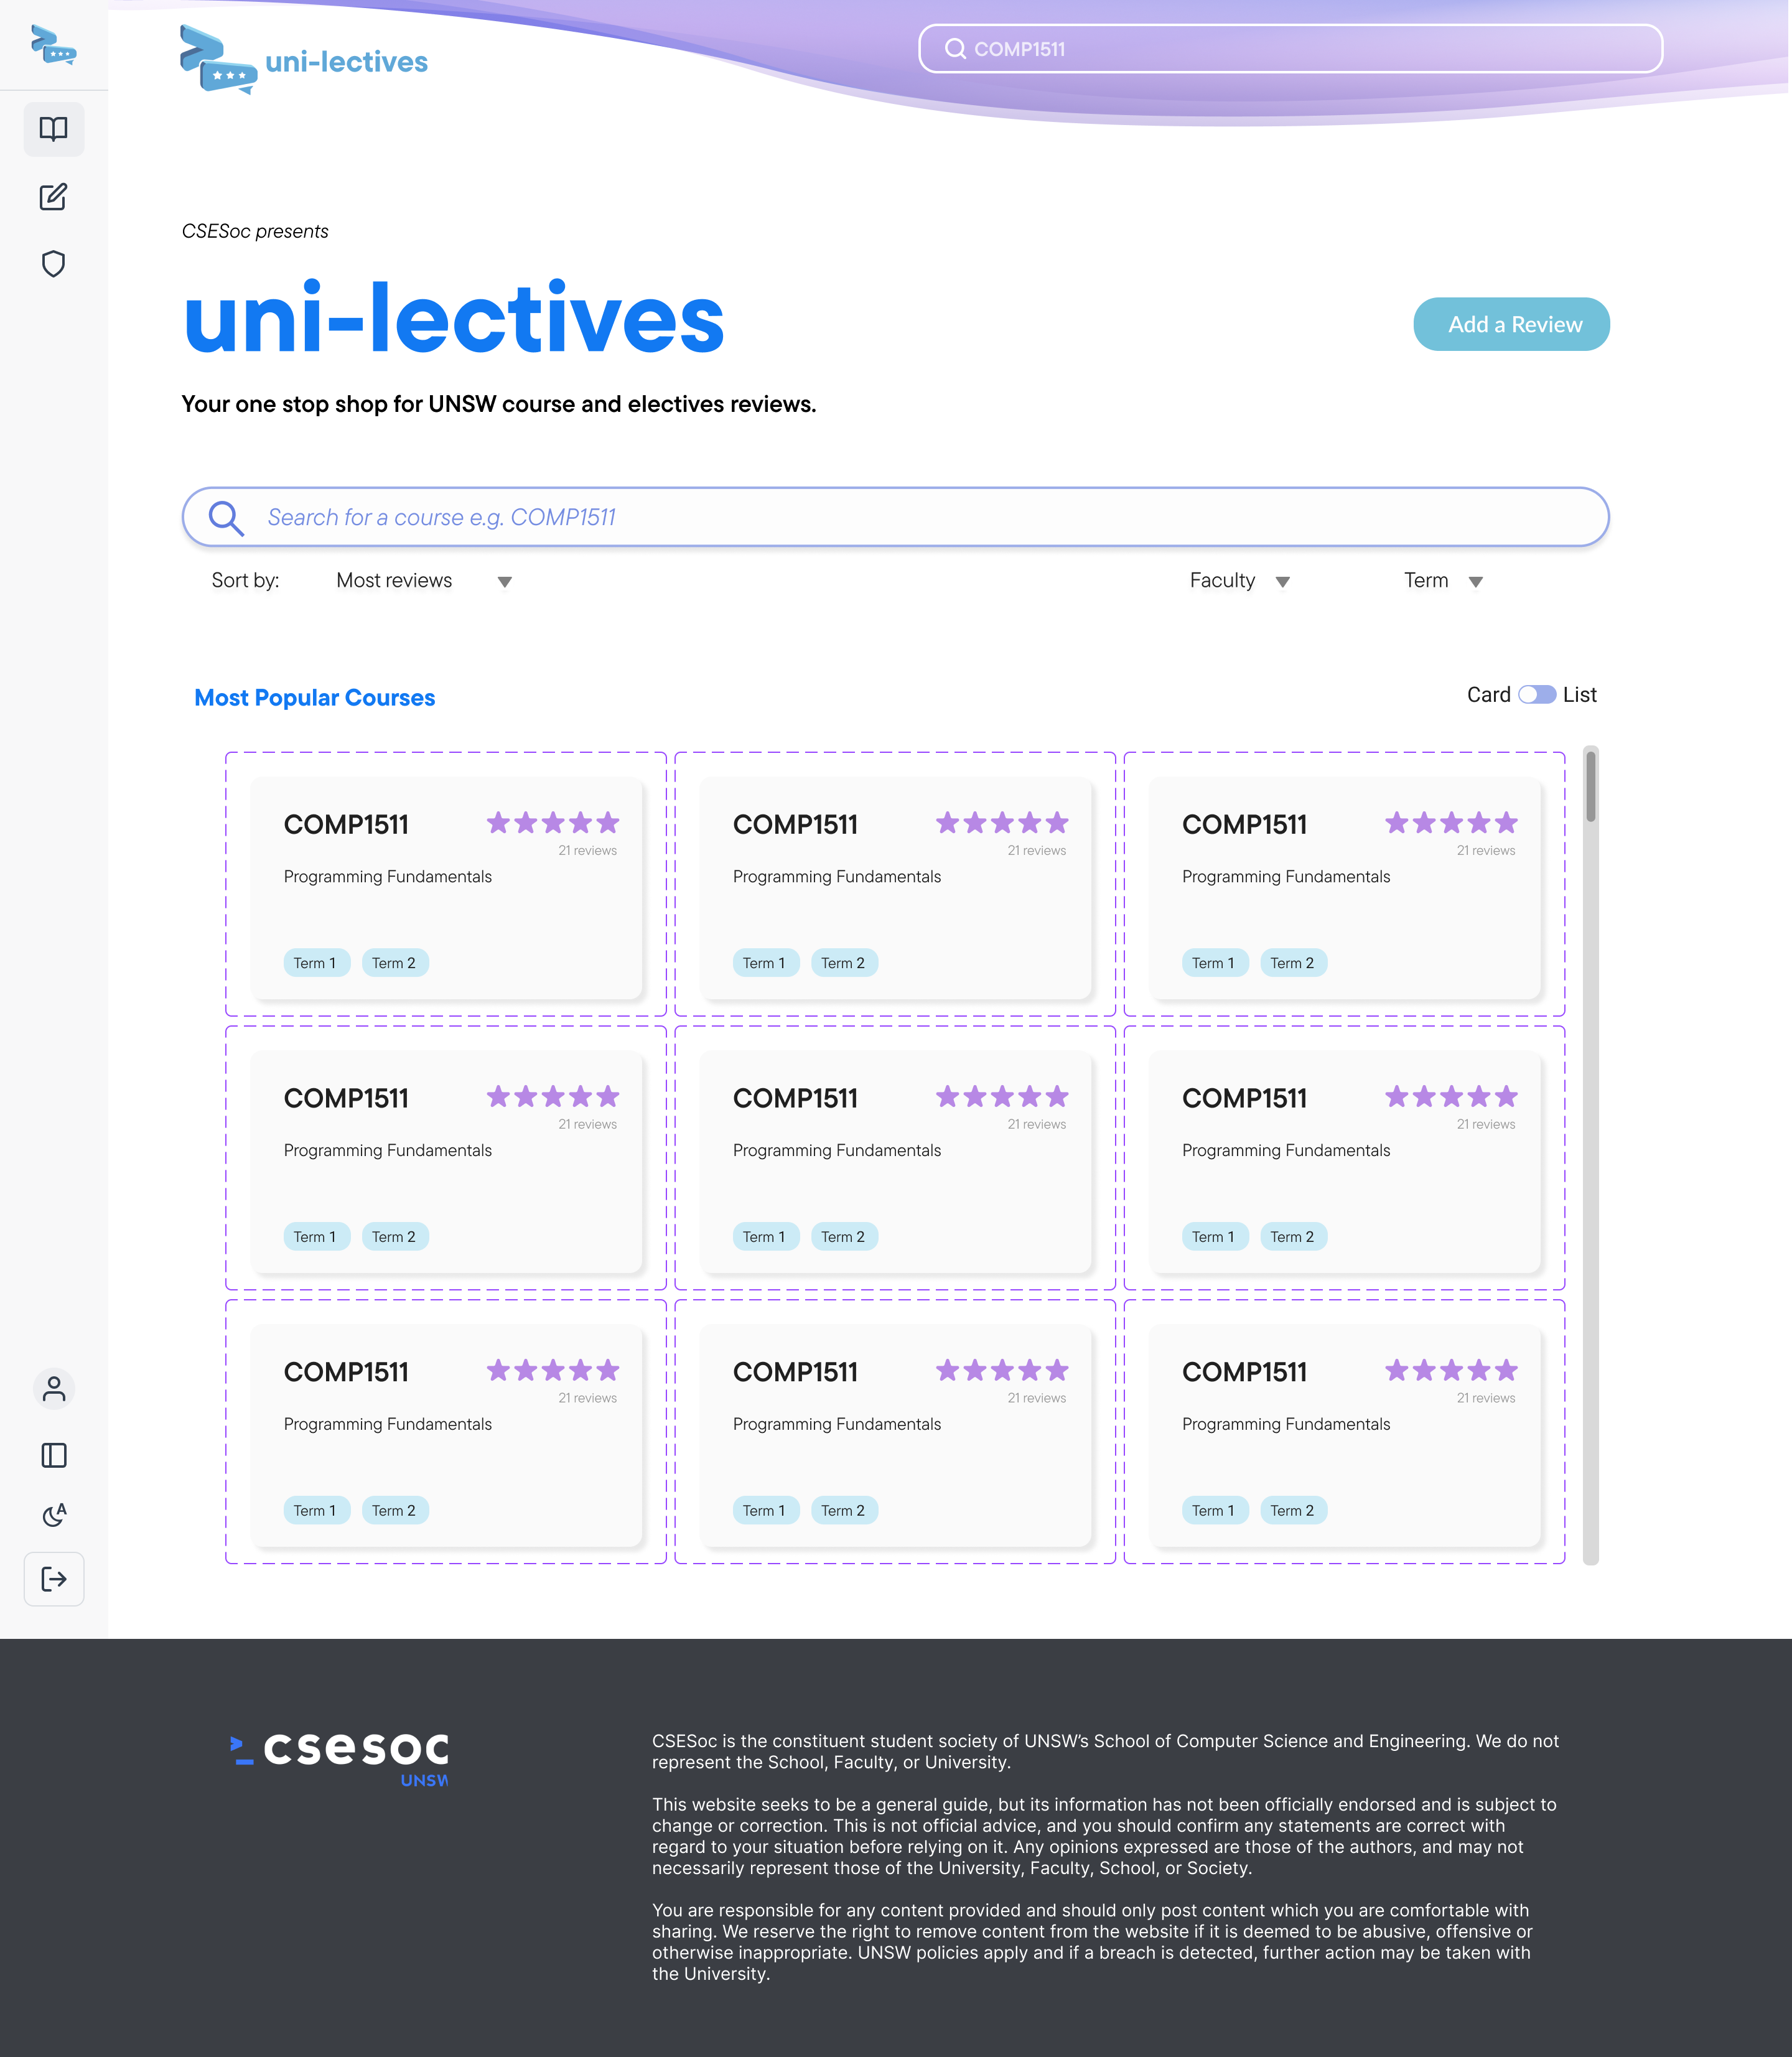 uni-lectives
COMP1511
CSESoc presents
uni-lectives
Add a Review
Your one stop shop for UNSW course and electives reviews.
Search for a course e.g. COMP1511
Sort by: Most reviews Faculty Term
Most Popular Courses
Card List
COMP1511
21 reviews
Programming Fundamentals
Term 1 Term 2
COMP1511
21 reviews
Programming Fundamentals
Term 1 Term 2
COMP1511
21 reviews
Programming Fundamentals
Term 1 Term 2
COMP1511
21 reviews
Programming Fundamentals
Term 1 Term 2
COMP1511
21 reviews
Programming Fundamentals
Term 1 Term 2
COMP1511
21 reviews
Programming Fundamentals
Term 1 Term 2
COMP1511
21 reviews
Programming Fundamentals
Term 1 Term 2
COMP1511
21 reviews
Programming Fundamentals
Term 1 Term 2
COMP1511
21 reviews
Programming Fundamentals
Term 1 Term 2
A
csesoc
UNSW
CSESoc is the constituent student society of UNSW’s School of Computer Science and Engineering. We do not
represent the School, Faculty, or University.
This website seeks to be a general guide, but its information has not been officially endorsed and is subject to
change or correction. This is not official advice, and you should confirm any statements are correct with
regard to your situation before relying on it. Any opinions expressed are those of the authors, and may not
necessarily represent those of the University, Faculty, School, or Society.
You are responsible for any content provided and should only post content which you are comfortable with
sharing. We reserve the right to remove content from the website if it is deemed to be abusive, offensive or
otherwise inappropriate. UNSW policies apply and if a breach is detected, further action may be taken with
the University.